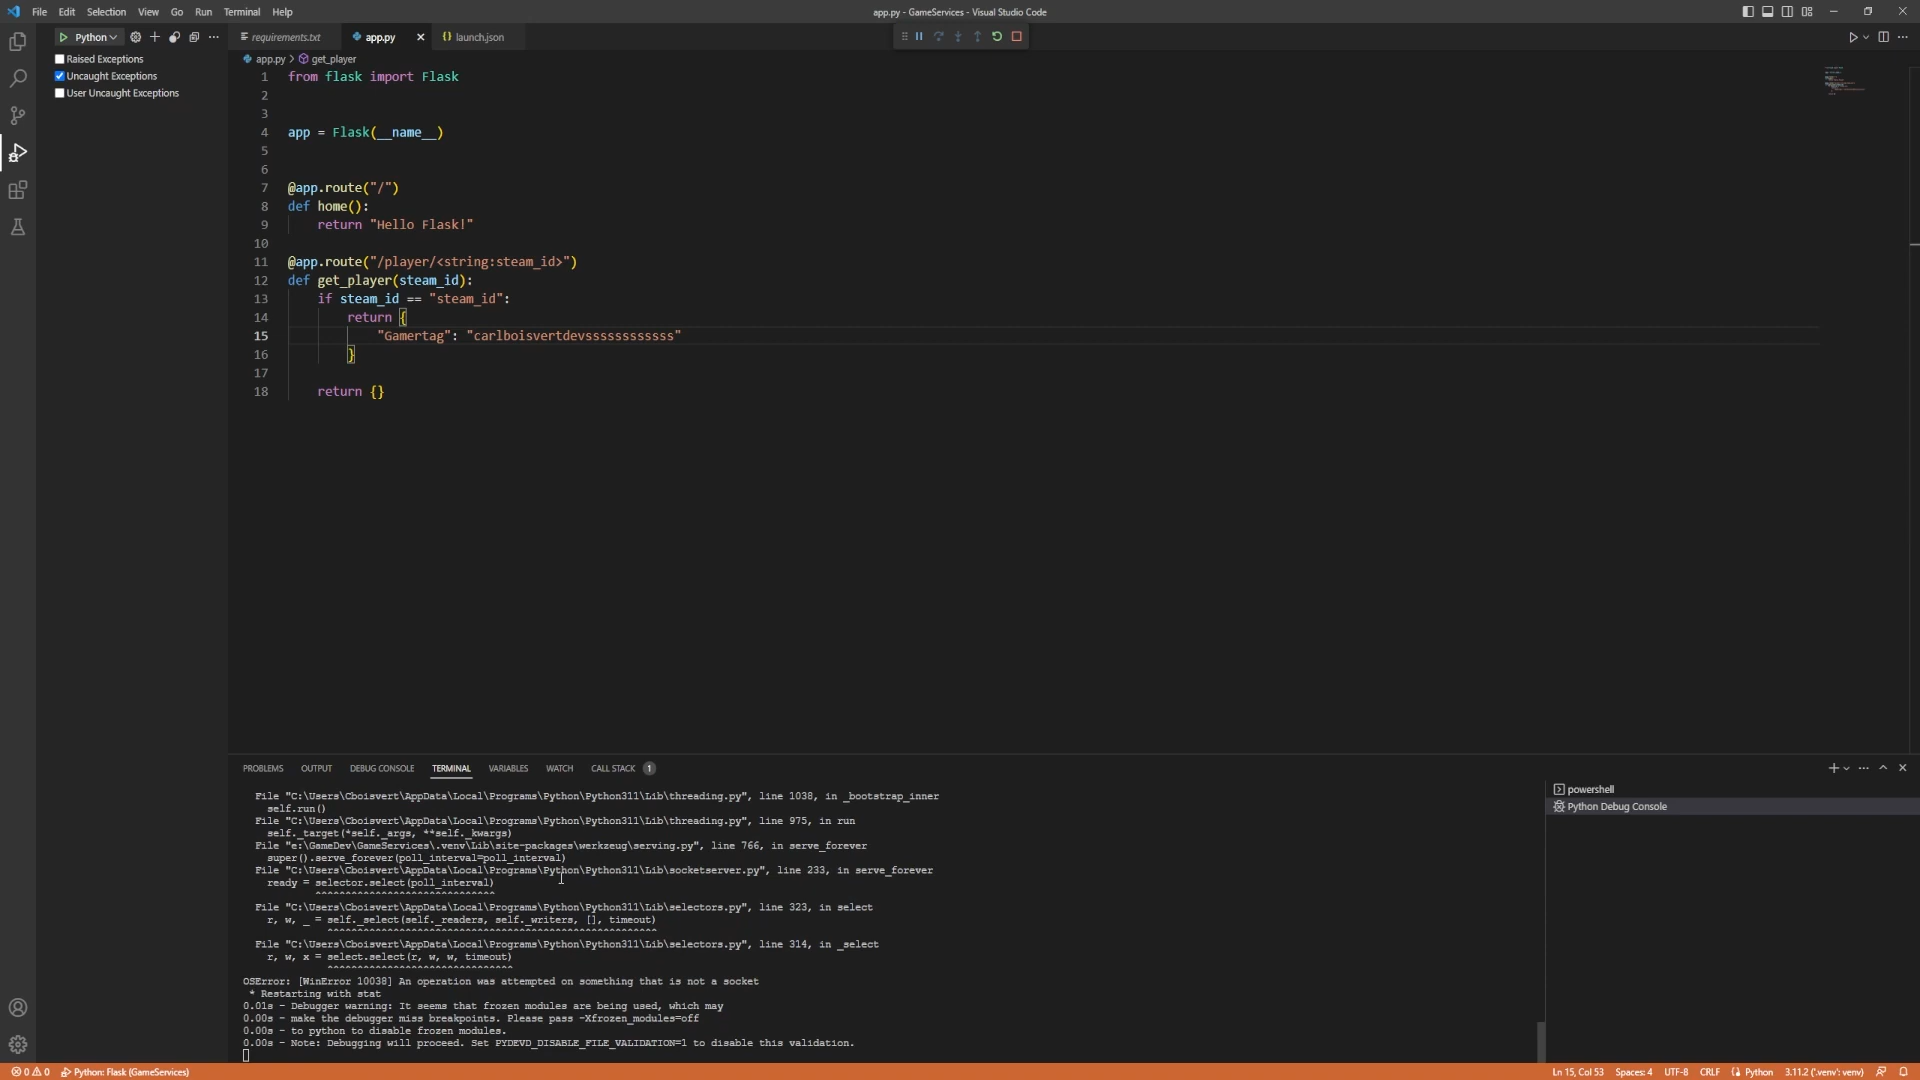 File Edit Selection View Go Run Terminal Help
app.py - GameServices - Visual Studio Code
Python
requirements.txt
app.py
launch.json
Raised Exceptions
Uncaught Exceptions
User Uncaught Exceptions
app.py > get_player
1 from flask import Flask
2
3
4 app = Flask(__name__)
5
6
7 @app.route("/")
8 def home():
9 return "Hello Flask!"
10
11 @app.route("/player/<string:steam_id>")
12 def get_player(steam_id):
13 if steam_id == "steam_id":
14 return {
15 "Gamertag": "carlboisvertdevssssssssssss"
16 }
17
18 return {}
PROBLEMS OUTPUT DEBUG CONSOLE TERMINAL VARIABLES WATCH CALL STACK 1
File "C:\Users\Cboisvert\AppData\Local\Programs\Python\Python311\Lib\threading.py", line 1038, in _bootstrap_inner
self.run()
File "C:\Users\Cboisvert\AppData\Local\Programs\Python\Python311\Lib\threading.py", line 975, in run
self._target(*self._args, **self._kwargs)
File "e:\GameDev\GameServices\.venv\Lib\site-packages\werkzeug\serving.py", line 766, in serve_forever
super().serve_forever(poll_interval=poll_interval)
File "C:\Users\Cboisvert\AppData\Local\Programs\Python\Python311\Lib\socketserver.py", line 233, in serve_forever
ready = selector.select(poll_interval)
^^^^^^^^^^^^^^^^^^^^^^^^^^^^^^
File "C:\Users\Cboisvert\AppData\Local\Programs\Python\Python311\Lib\selectors.py", line 323, in select
r, w, _ = self._select(self._readers, self._writers, [], timeout)
^^^^^^^^^^^^^^^^^^^^^^^^^^^^^^^^^^^^^^^^^^^^^^^^^^^^^^^
File "C:\Users\Cboisvert\AppData\Local\Programs\Python\Python311\Lib\selectors.py", line 314, in _select
r, w, x = select.select(r, w, w, timeout)
^^^^^^^^^^^^^^^^^^^^^^^^^^^^^^^
OSError: [WinError 10038] An operation was attempted on something that is not a socket
* Restarting with stat
0.01s - Debugger warning: It seems that frozen modules are being used, which may
0.00s - make the debugger miss breakpoints. Please pass -Xfrozen_modules=off
0.00s - to python to disable frozen modules.
0.00s - Note: Debugging will proceed. Set PYDEVD_DISABLE_FILE_VALIDATION=1 to disable this validation.
powershell
Python Debug Console
0 0 Python: Flask (GameServices)
Ln 15, Col 53 Spaces: 4 UTF-8 CRLF Python 3.11.2 ('.venv': venv)